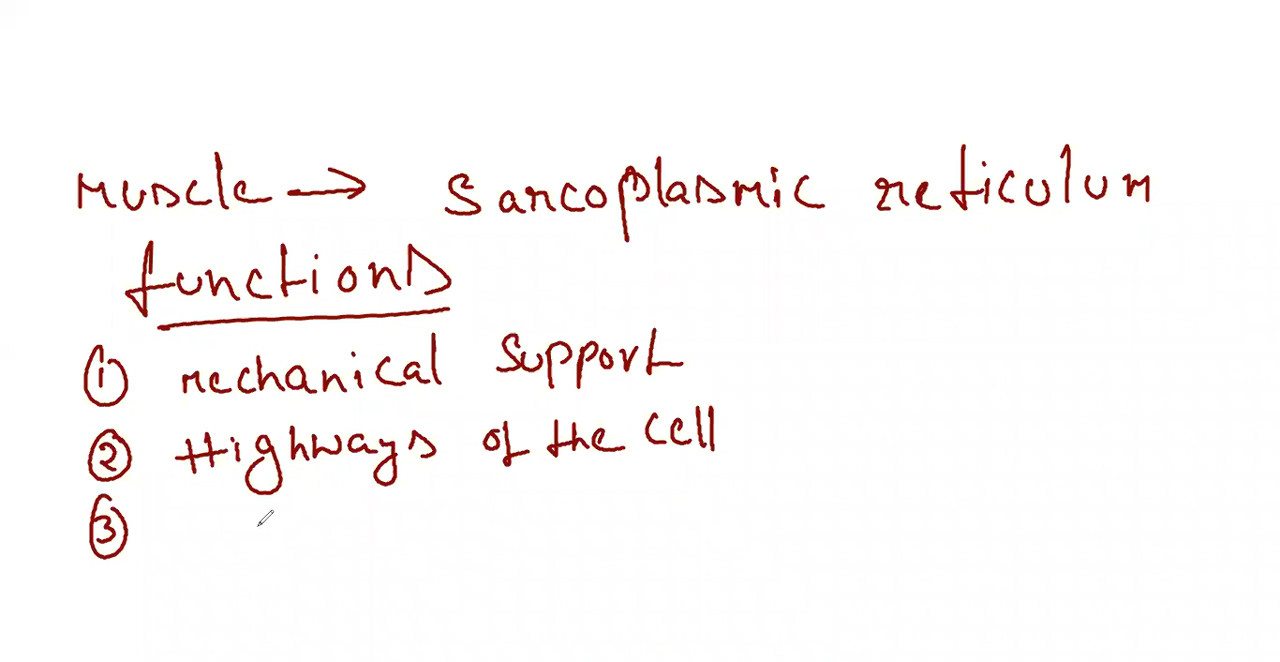 Muscle → Sarcoplasmic reticulum
functions
① mechanical support
② Highways of the cell
③